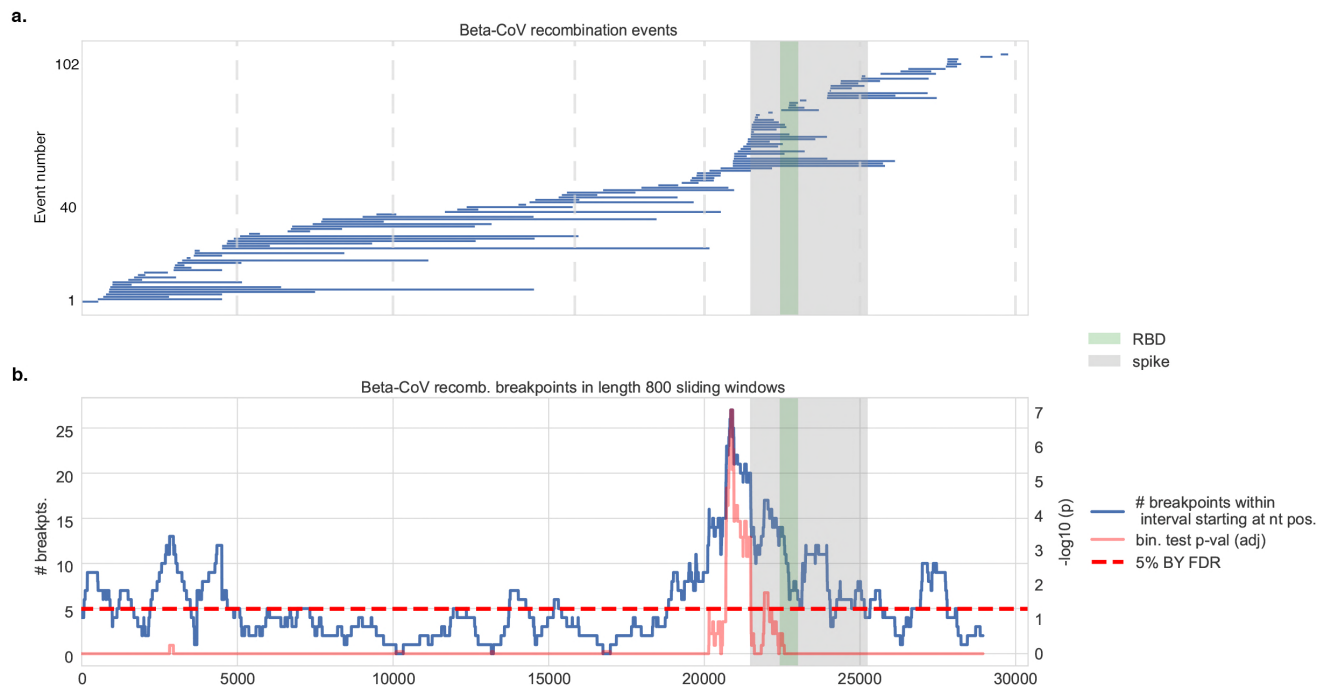 a.
Beta-CoV recombination events
102
40
1
Event number
RBD
spike
b.
Beta-CoV recomb. breakpoints in length 800 sliding windows
25
20
15
10
5
0
# breakpts.
7
6
5
4
3
2
1
0
-log10 (p)
# breakpoints within
interval starting at nt pos.
bin. test p-val (adj)
5% BY FDR
0 5000 10000 15000 20000 25000 30000